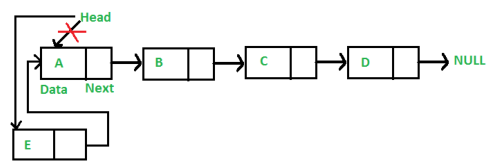 Head
A B C D NULL
Data Next
E